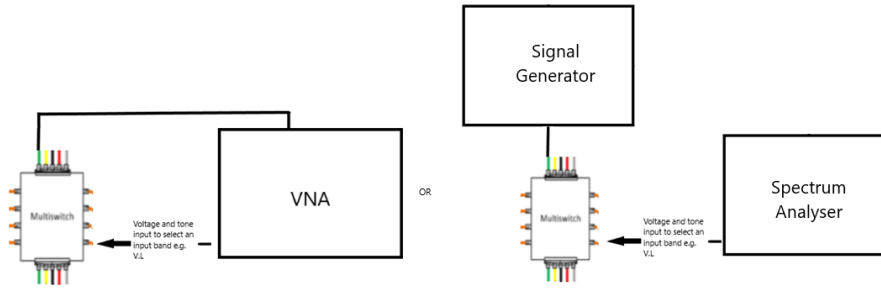 Signal
Generator
VNA
OR
Spectrum
Analyser
Multiswitch
Voltage and tone
input to select an
input band e.g.
V.L
Multiswitch
Voltage and tone
input to select an
input band e.g.
V.L